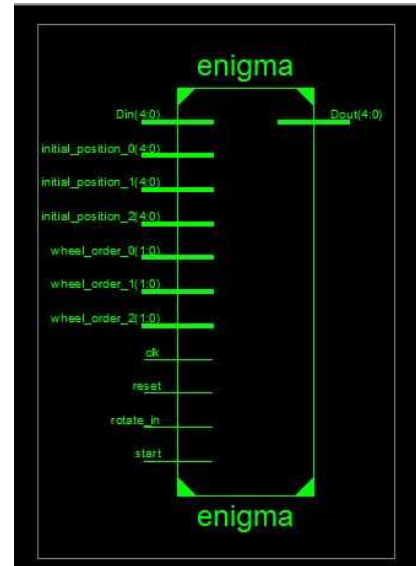 enigma
Din(4:0)
Dout(4:0)
initial_position_0(4:0)
initial_position_1(4:0)
initial_position_2(4:0)
wheel_order_0(1:0)
wheel_order_1(1:0)
wheel_order_2(1:0)
clk
reset
rotate_in
start
enigma